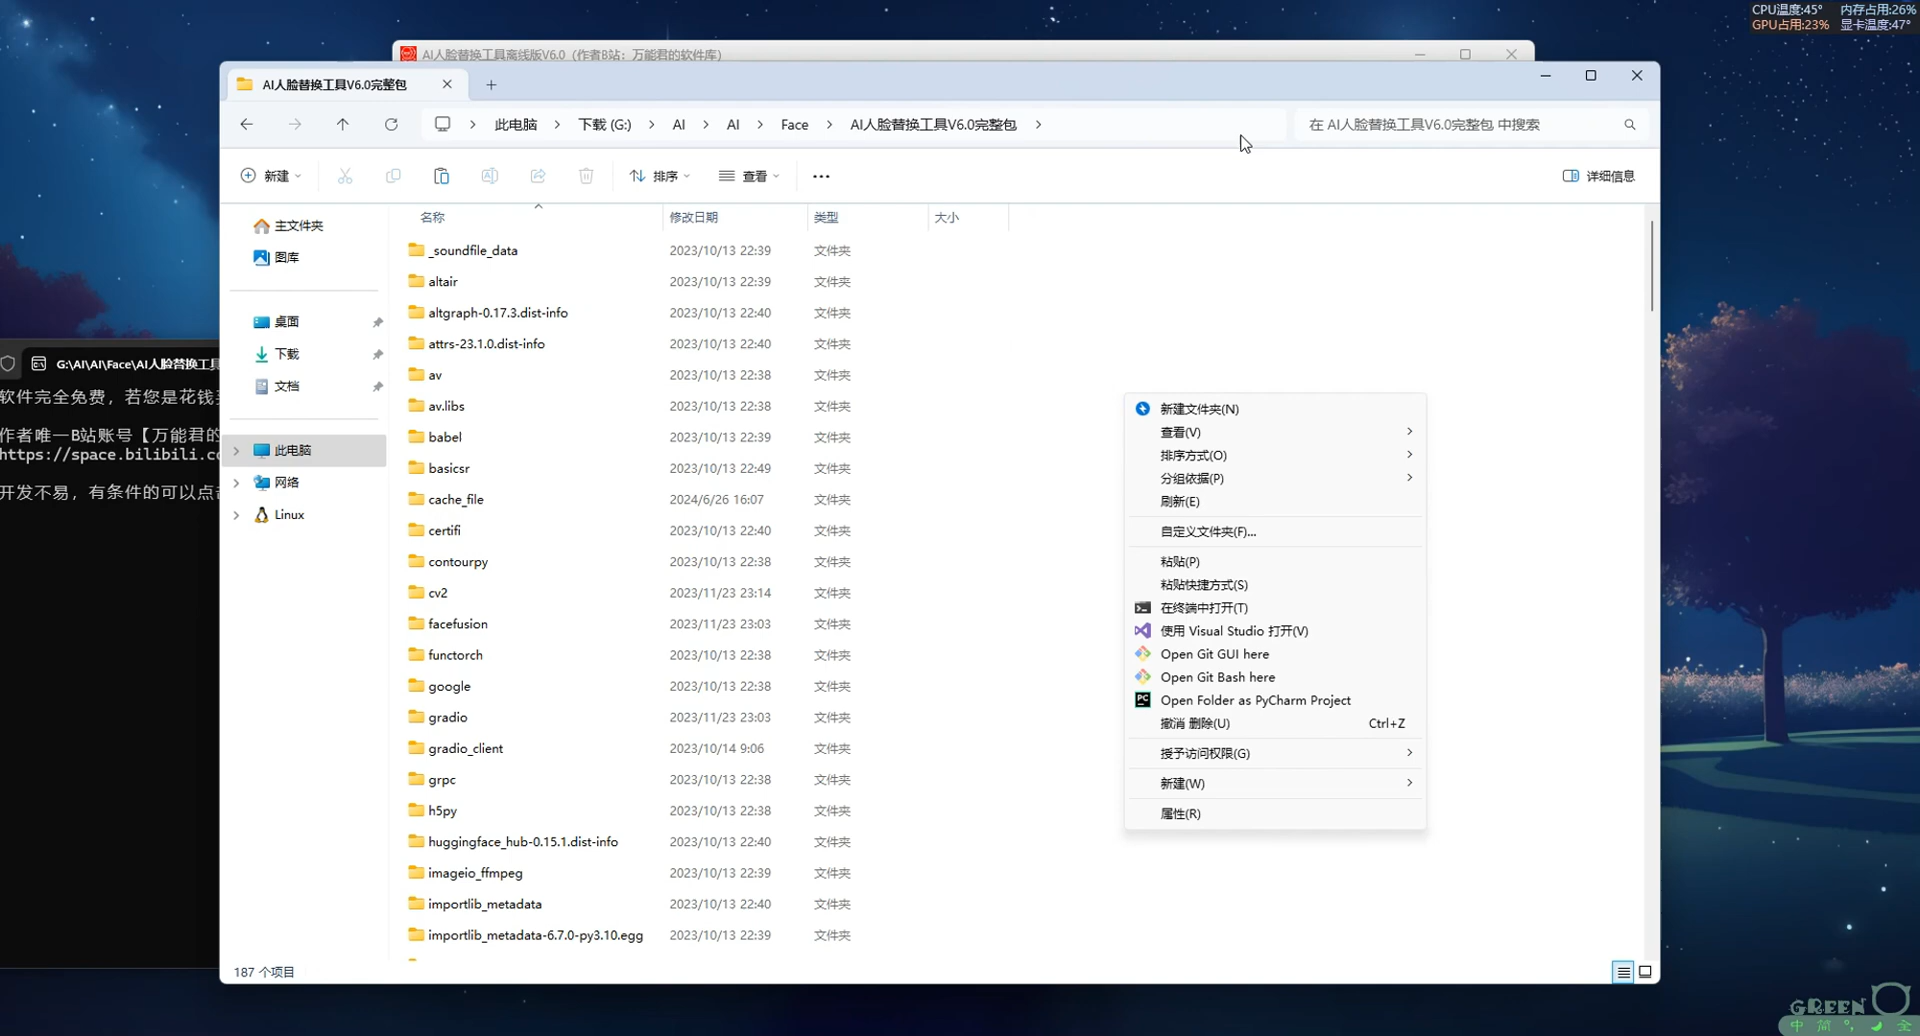 CPU温度:45° 内存占用:26%
GPU占用:23% 显卡温度:47°
AI人脸替换工具离线版V6.0 (作者B站：万能君的软件库)
AI人脸替换工具V6.0完整包
此电脑 下载 (G:) AI AI Face AI人脸替换工具V6.0完整包
在 AI人脸替换工具V6.0完整包 中搜索
新建 排序 查看 详细信息
名称 修改日期 类型 大小
主文件夹
图库
桌面
下载
文档
此电脑
网络
Linux
G:\AI\AI\Face\AI人脸替换工具
软件完全免费，若您是花钱
作者唯一B站账号【万能君的
https://space.bilibili.c
开发不易，有条件的可以点
_soundfile_data 2023/10/13 22:39 文件夹
altair 2023/10/13 22:39 文件夹
altgraph-0.17.3.dist-info 2023/10/13 22:40 文件夹
attrs-23.1.0.dist-info 2023/10/13 22:40 文件夹
av 2023/10/13 22:38 文件夹
av.libs 2023/10/13 22:38 文件夹
babel 2023/10/13 22:39 文件夹
basicsr 2023/10/13 22:49 文件夹
cache_file 2024/6/26 16:07 文件夹
certifi 2023/10/13 22:40 文件夹
contourpy 2023/10/13 22:38 文件夹
cv2 2023/11/23 23:14 文件夹
facefusion 2023/11/23 23:03 文件夹
functorch 2023/10/13 22:38 文件夹
google 2023/10/13 22:38 文件夹
gradio 2023/11/23 23:03 文件夹
gradio_client 2023/10/14 9:06 文件夹
grpc 2023/10/13 22:38 文件夹
h5py 2023/10/13 22:38 文件夹
huggingface_hub-0.15.1.dist-info 2023/10/13 22:40 文件夹
imageio_ffmpeg 2023/10/13 22:39 文件夹
importlib_metadata 2023/10/13 22:40 文件夹
importlib_metadata-6.7.0-py3.10.egg 2023/10/13 22:39 文件夹
新建文件夹(N)
查看(V)
排序方式(O)
分组依据(P)
刷新(E)
自定义文件夹(F)...
粘贴(P)
粘贴快捷方式(S)
在终端中打开(T)
使用 Visual Studio 打开(V)
Open Git GUI here
Open Git Bash here
Open Folder as PyCharm Project
撤消 删除(U) Ctrl+Z
授予访问权限(G)
新建(W)
属性(R)
187 个项目
GREEN
中 简 °, 全